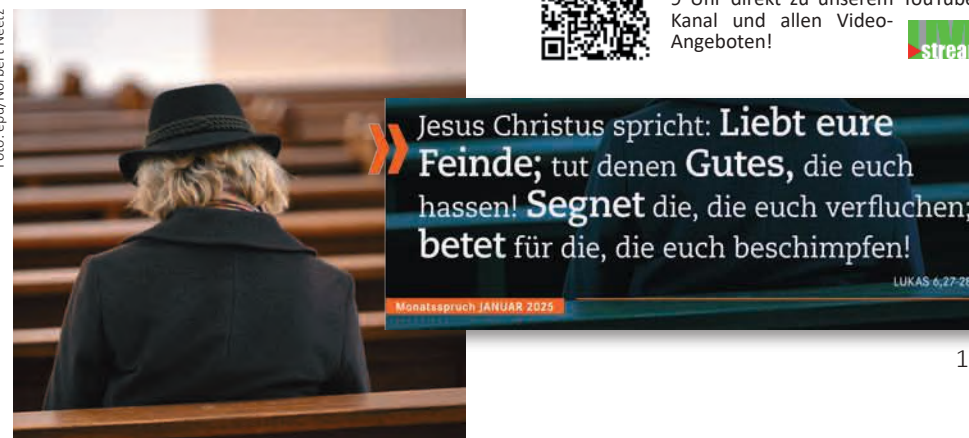 9 Uhr direkt zu unserem YouTube
Kanal und allen Video-
Angeboten!
strea
Foto: epd/Norbert Neetz
Jesus Christus spricht: Liebt eure
Feinde; tut denen Gutes, die euch
hassen! Segnet die, die euch verfluchen;
betet für die, die euch beschimpfen!
LUKAS 6,27-28
Monatsspruch JANUAR 2025
1